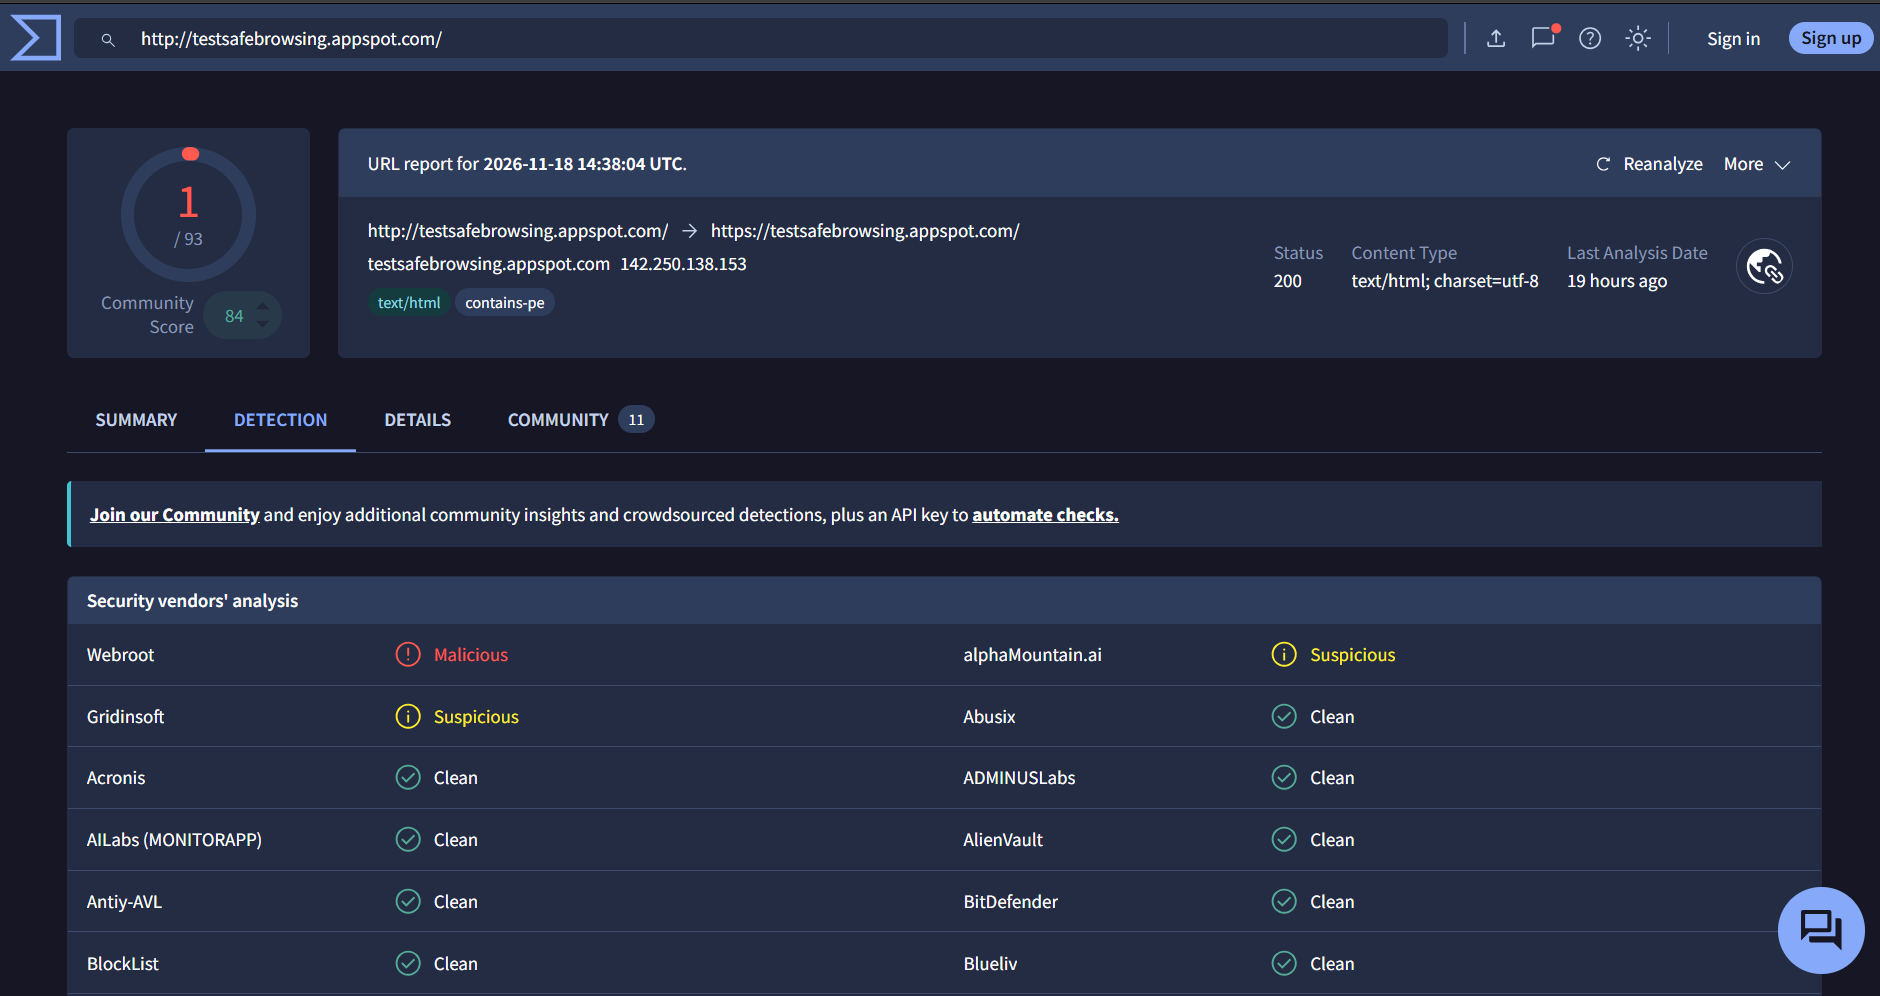 http://testsafebrowsing.appspot.com/
Sign in
Sign up
1
/ 93
Community
Score
84
URL report for 2026-11-18 14:38:04 UTC.
Reanalyze
More
http://testsafebrowsing.appspot.com/ → https://testsafebrowsing.appspot.com/
testsafebrowsing.appspot.com 142.250.138.153
text/html contains-pe
Status
200
Content Type
text/html; charset=utf-8
Last Analysis Date
19 hours ago
SUMMARY DETECTION DETAILS COMMUNITY 11
Join our Community and enjoy additional community insights and crowdsourced detections, plus an API key to automate checks.
Security vendors' analysis
Webroot Malicious alphaMountain.ai Suspicious
Gridinsoft Suspicious Abusix Clean
Acronis Clean ADMINUSLabs Clean
AILabs (MONITORAPP) Clean AlienVault Clean
Antiy-AVL Clean BitDefender Clean
BlockList Clean Blueliv Clean